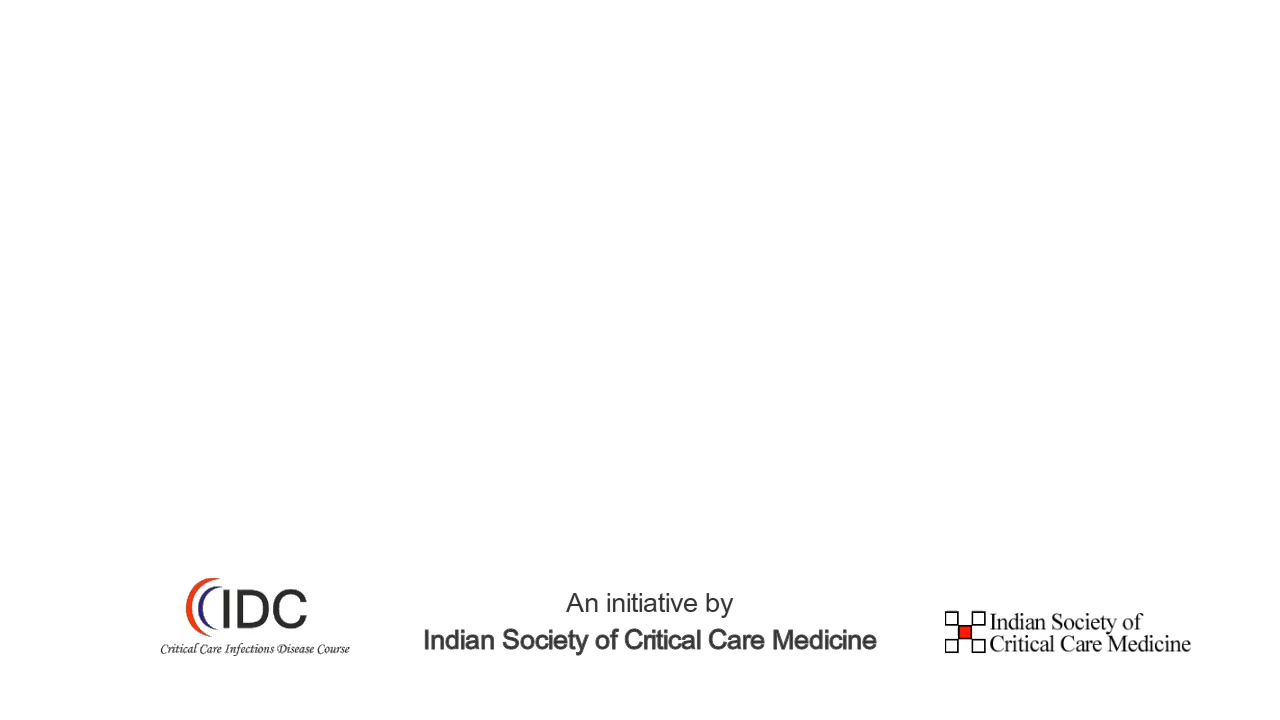 IDC
Critical Care Infections Disease Course
An initiative by
Indian Society of Critical Care Medicine
Indian Society of
Critical Care Medicine